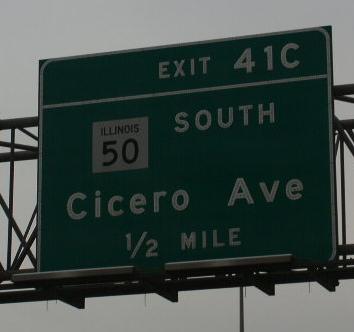 EXIT 41C
SOUTH
ILLINOIS
50
Cicero Ave
1/2 MILE